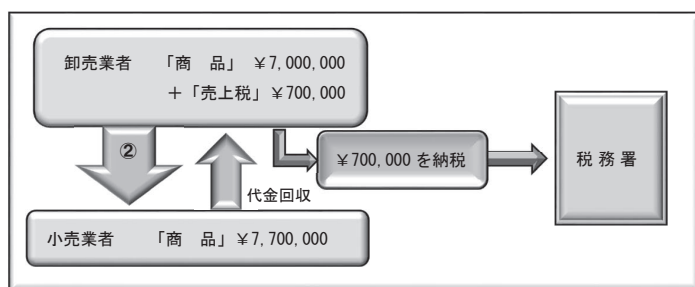 卸売業者 「商 品」 ￥7,000,000
＋「売上税」￥700,000
②
￥700,000 を納税
税 務 署
代金回収
小売業者 「商 品」￥7,700,000